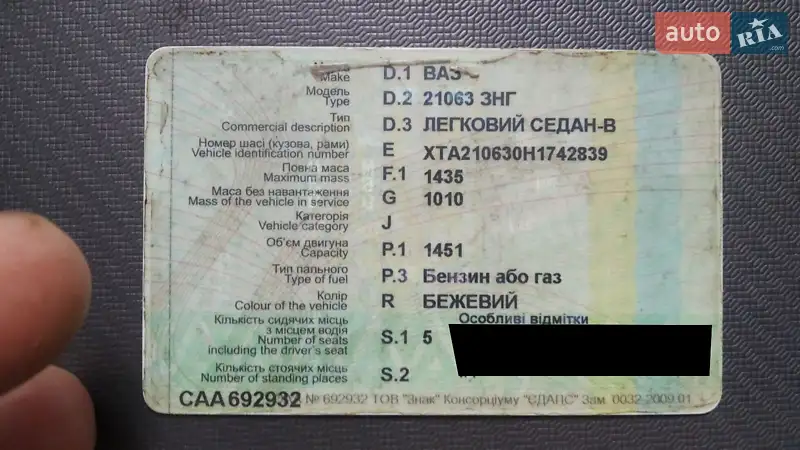 auto RIA
Make D.1 ВАЗ
Модель
Type D.2 21063 ЗНГ
Тип
Commercial description D.3 ЛЕГКОВИЙ СЕДАН-В
Номер шасі (кузова, рами)
Vehicle identification number E XTA210630H1742839
Повна маса
Maximum mass F.1 1435
Маса без навантаження
Mass of the vehicle in service G 1010
Категорія
Vehicle category J
Об'єм двигуна
Capacity P.1 1451
Тип пального
Type of fuel P.3 Бензин або газ
Колір
Colour of the vehicle R БЕЖЕВИЙ
Кількість сидячих місць
з місцем водія
Number of seats
including the driver's seat S.1 5
Особливі відмітки
Кількість стоячих місць
Number of standing places S.2
САА 692932 № 692932 ТОВ "Знак" Консорціуму "ЄДАПС" Зам. 0032-2009.01